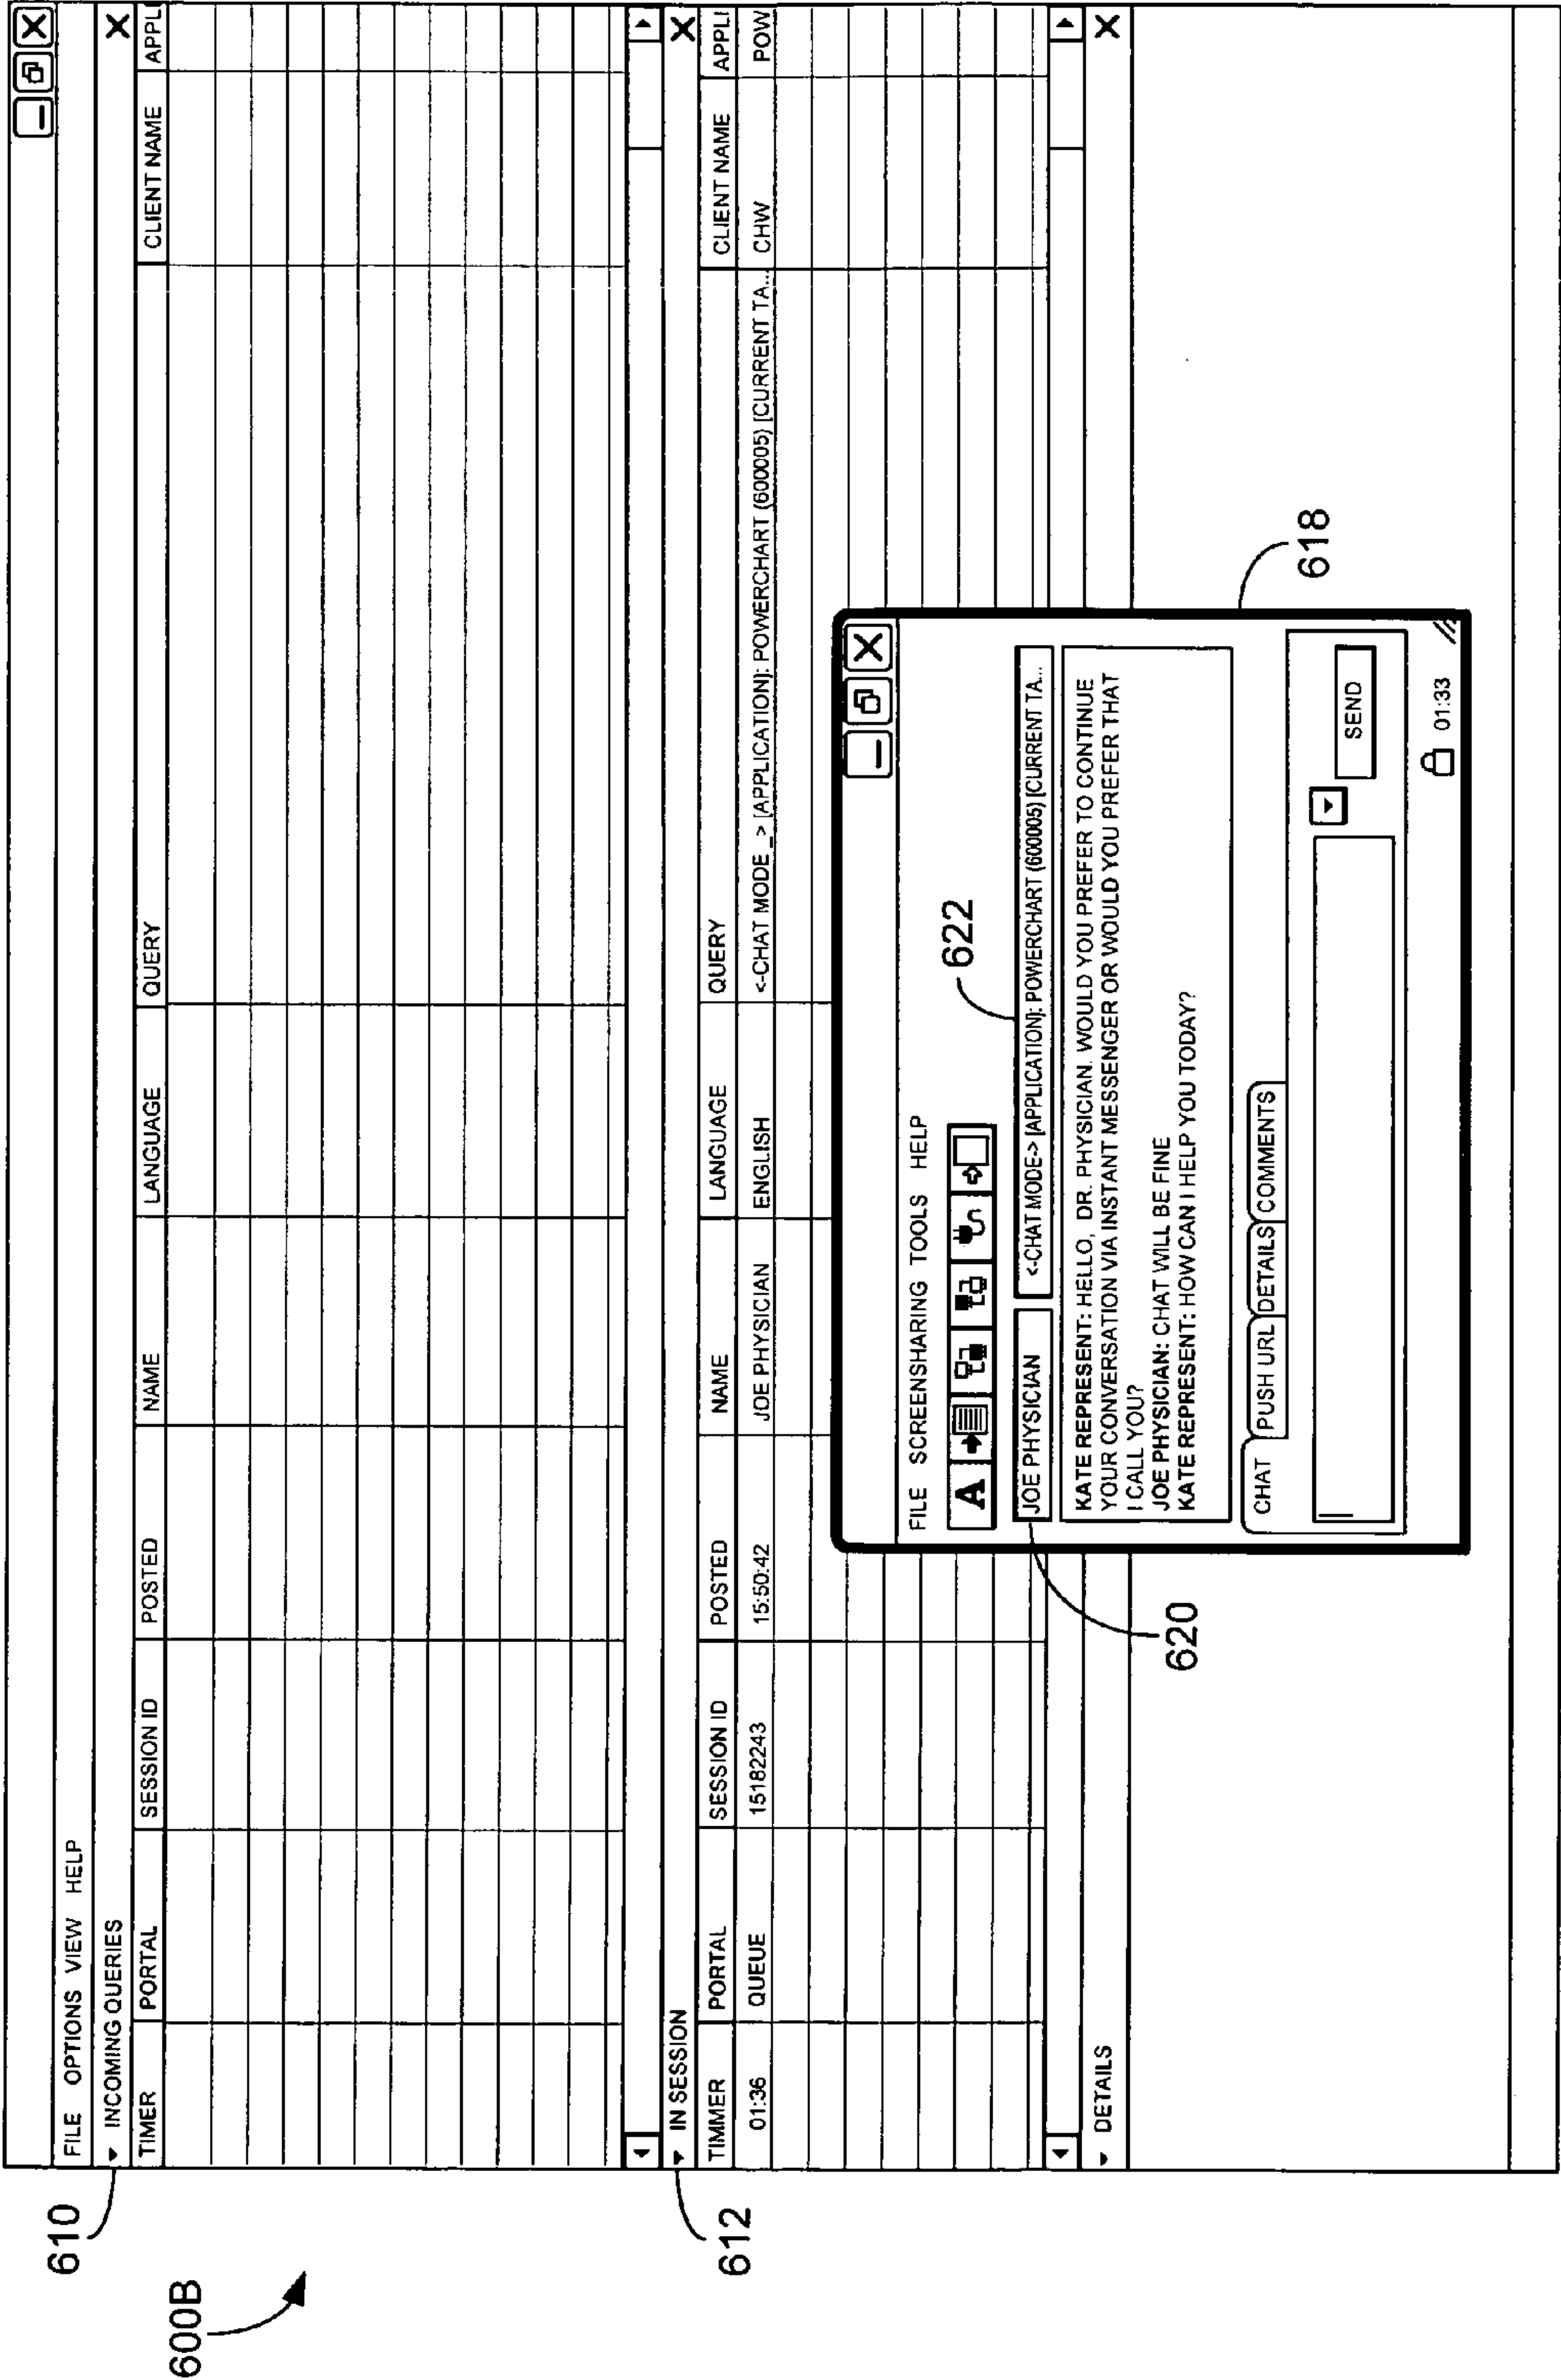 600B
610
FILE OPTIONS VIEW HELP
INCOMING QUERIES
TIMER PORTAL SESSION ID POSTED NAME LANGUAGE QUERY CLIENT NAME APPLI
612
IN SESSION
TIMMER PORTAL SESSION ID POSTED NAME LANGUAGE QUERY CLIENT NAME APPLI
01:36 QUEUE 15182243 15:50:42 JOE PHYSICIAN ENGLISH <-CHAT MODE_> [APPLICATION]: POWERCHART (600005) [CURRENT TA... CHW POW
DETAILS
618
FILE SCREENSHARING TOOLS HELP
A
620
622
JOE PHYSICIAN <-CHAT MODE-> [APPLICATION]: POWERCHART (600005) [CURRENT TA...
KATE REPRESENT: HELLO, DR. PHYSICIAN. WOULD YOU PREFER TO CONTINUE
YOUR CONVERSATION VIA INSTANT MESSENGER OR WOULD YOU PREFER THAT
I CALL YOU?
JOE PHYSICIAN: CHAT WILL BE FINE
KATE REPRESENT: HOW CAN I HELP YOU TODAY?
CHAT PUSH URL DETAILS COMMENTS
SEND
01:33